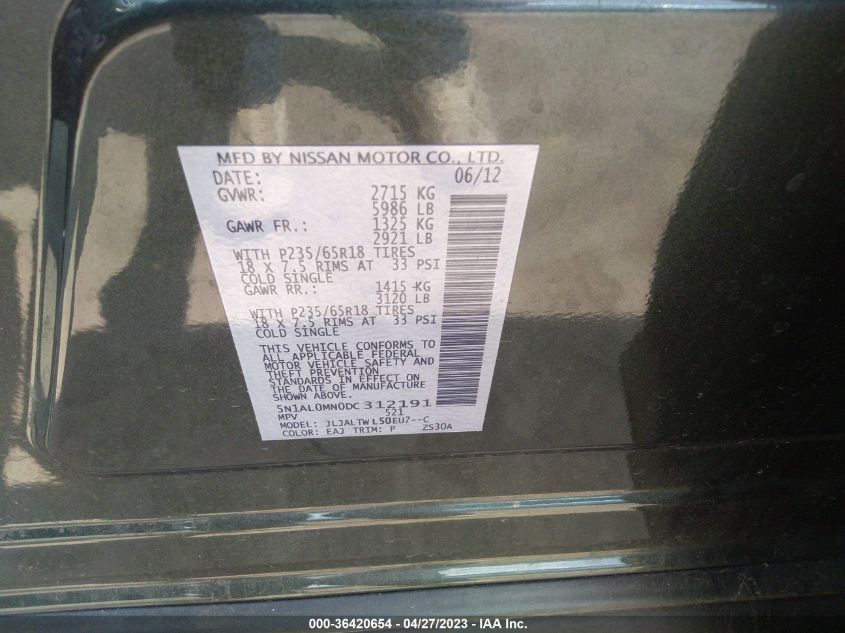 MFD BY NISSAN MOTOR CO., LTD.
DATE: 06/12
GVWR: 2715 KG
5986 LB
GAWR FR.: 1325 KG
2921 LB
WITH P235/65R18 TIRES
18 X 7.5 RIMS AT 33 PSI
COLD SINGLE
GAWR RR.: 1415 KG
3120 LB
WITH P235/65R18 TIRES
18 X 7.5 RIMS AT 33 PSI
COLD SINGLE
THIS VEHICLE CONFORMS TO
ALL APPLICABLE FEDERAL
MOTOR VEHICLE SAFETY AND
THEFT PREVENTION
STANDARDS IN EFFECT ON
THE DATE OF MANUFACTURE
SHOWN ABOVE.
5N1AL0MN0DC312191
MPV 521
MODEL: JLJALTWL50EU7--C
COLOR: EAJ TRIM: P ZS30A
000-36420654 - 04/27/2023 - IAA Inc.